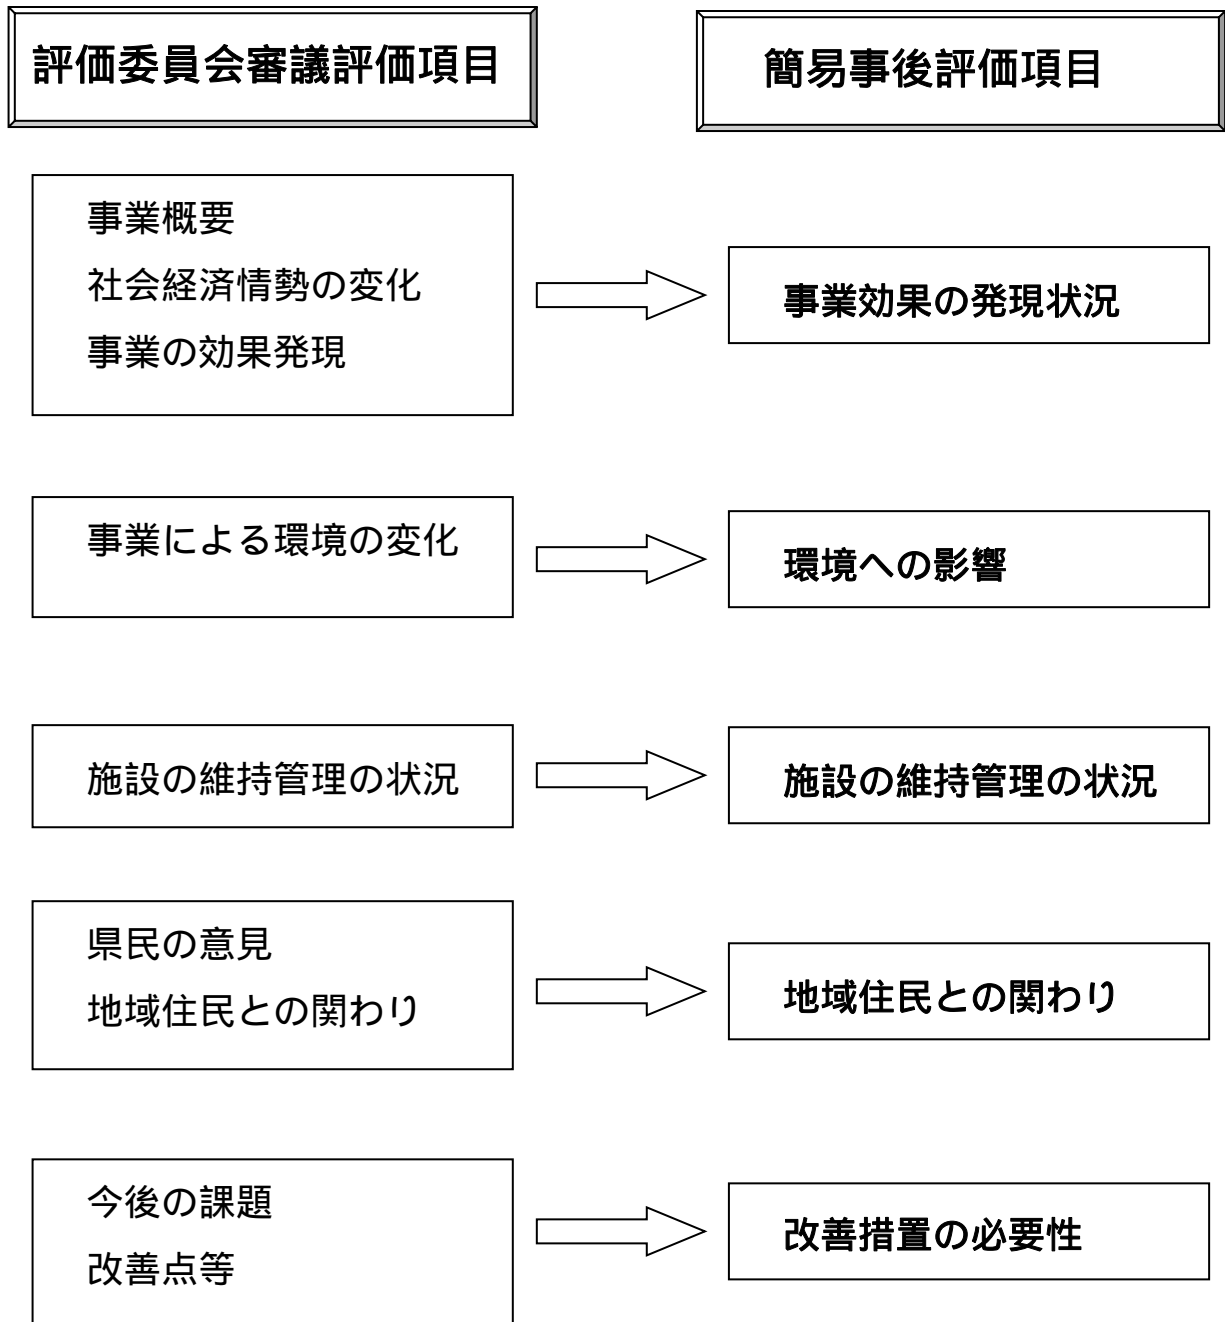 評価委員会審議評価項目
簡易事後評価項目
事業概要
社会経済情勢の変化
事業の効果発現
事業効果の発現状況
事業による環境の変化
環境への影響
施設の維持管理の状況
施設の維持管理の状況
県民の意見
地域住民との関わり
地域住民との関わり
今後の課題
改善点等
改善措置の必要性